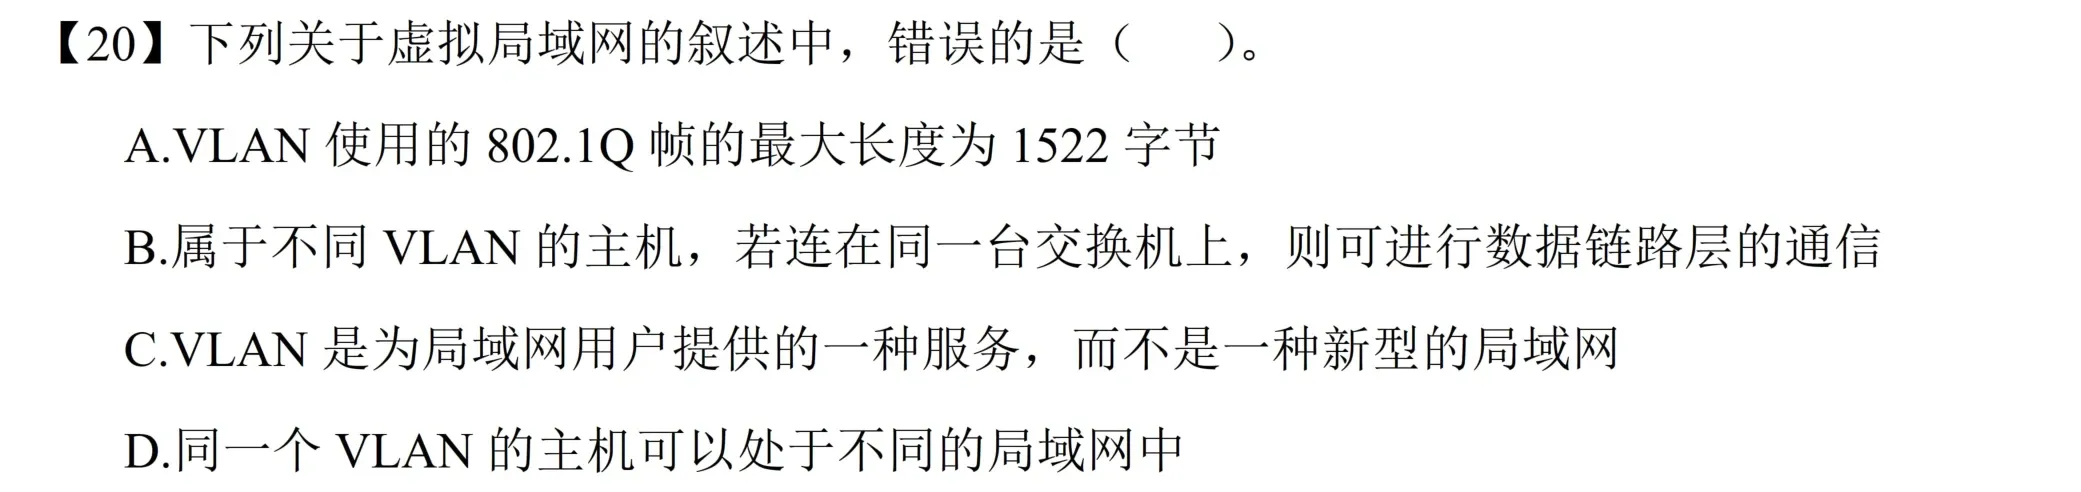 【20】下列关于虚拟局域网的叙述中，错误的是（　　）。
A.VLAN 使用的 802.1Q 帧的最大长度为 1522 字节
B.属于不同 VLAN 的主机，若连在同一台交换机上，则可进行数据链路层的通信
C.VLAN 是为局域网用户提供的一种服务，而不是一种新型的局域网
D.同一个 VLAN 的主机可以处于不同的局域网中